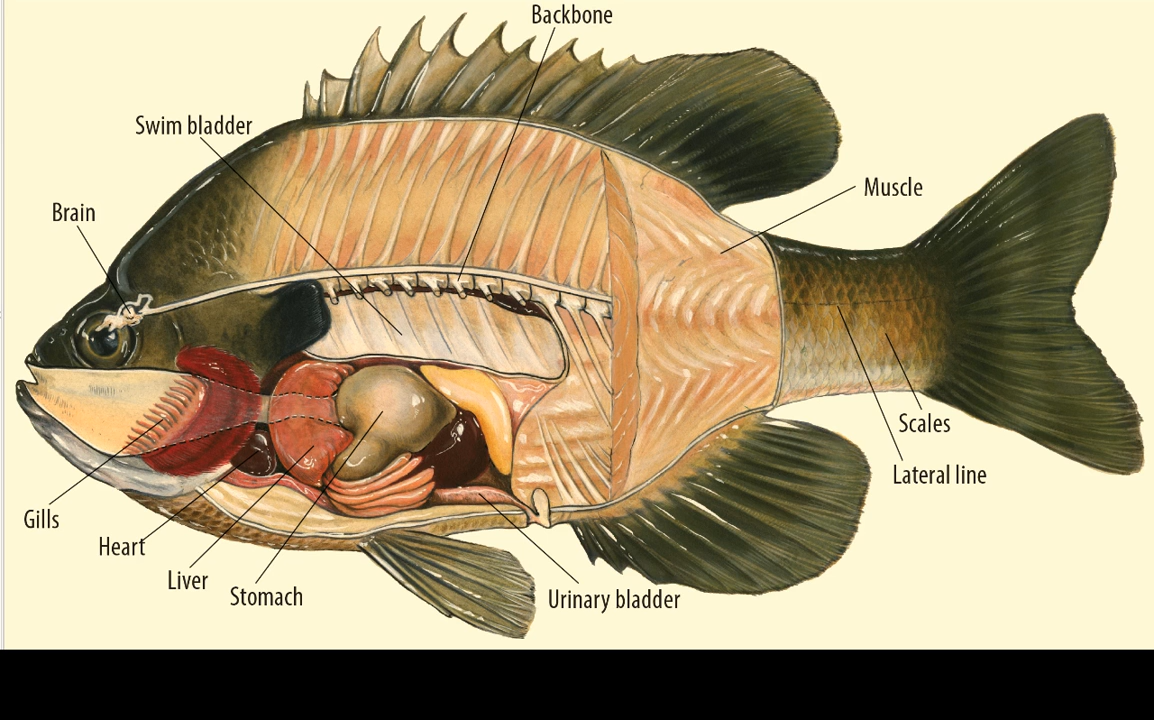 Backbone
Swim bladder
Muscle
Brain
Scales
Lateral line
Gills
Heart
Liver
Stomach
Urinary bladder